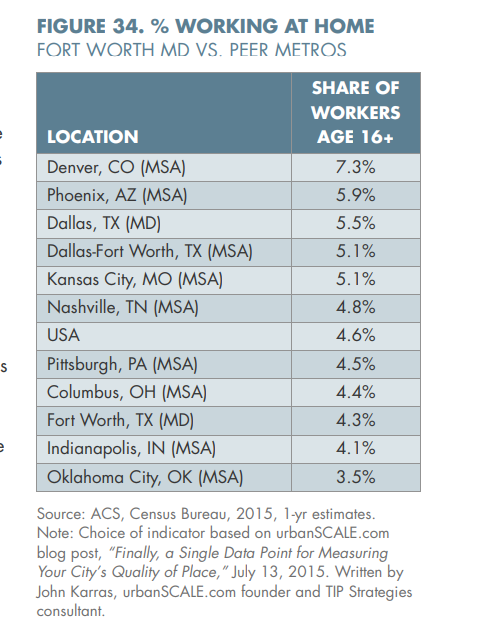 FIGURE 34. % WORKING AT HOME
FORT WORTH MD VS. PEER METROS
LOCATION SHARE OF WORKERS AGE 16+
Denver, CO (MSA) 7.3%
Phoenix, AZ (MSA) 5.9%
Dallas, TX (MD) 5.5%
Dallas-Fort Worth, TX (MSA) 5.1%
Kansas City, MO (MSA) 5.1%
Nashville, TN (MSA) 4.8%
USA 4.6%
Pittsburgh, PA (MSA) 4.5%
Columbus, OH (MSA) 4.4%
Fort Worth, TX (MD) 4.3%
Indianapolis, IN (MSA) 4.1%
Oklahoma City, OK (MSA) 3.5%
Source: ACS, Census Bureau, 2015, 1-yr estimates.
Note: Choice of indicator based on urbanSCALE.com
blog post, “Finally, a Single Data Point for Measuring
Your City’s Quality of Place,” July 13, 2015. Written by
John Karras, urbanSCALE.com founder and TIP Strategies
consultant.